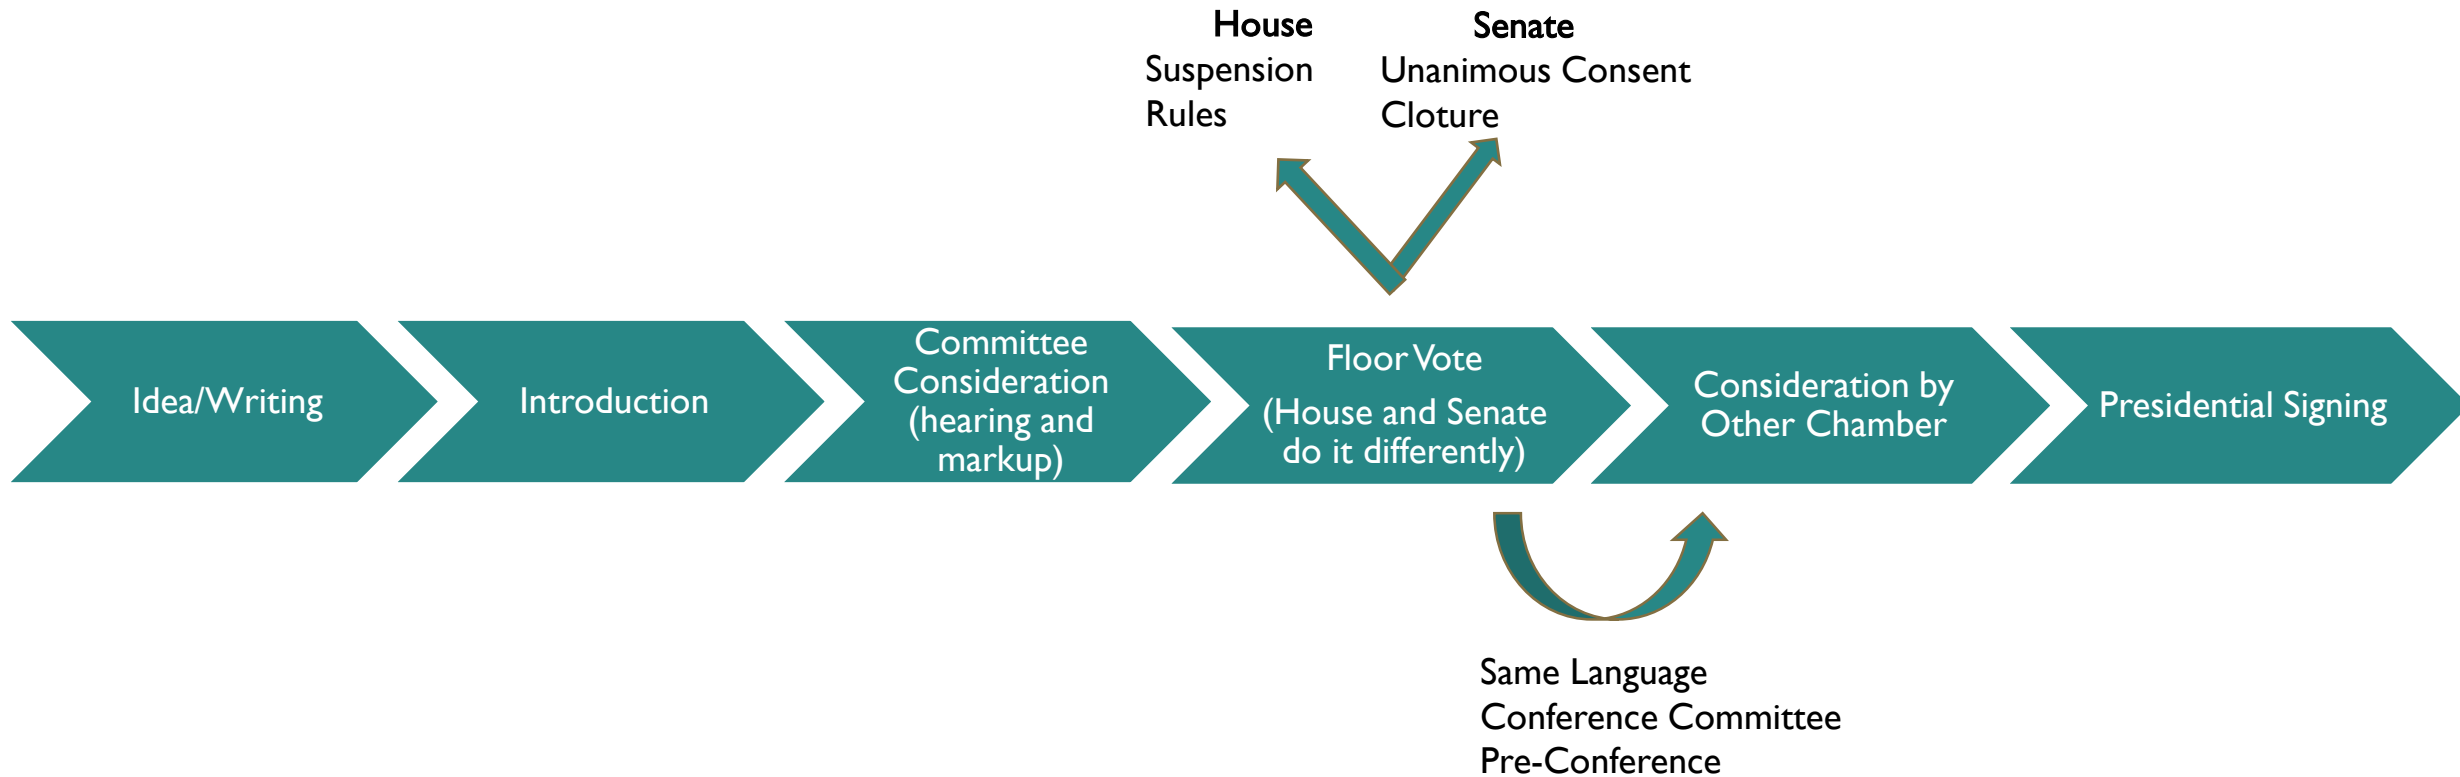 House
Suspension
Rules
Senate
Unanimous Consent
Cloture
Idea/Writing
Introduction
Committee
Consideration
(hearing and
markup)
Floor Vote
(House and Senate
do it differently)
Consideration by
Other Chamber
Presidential Signing
Same Language
Conference Committee
Pre-Conference